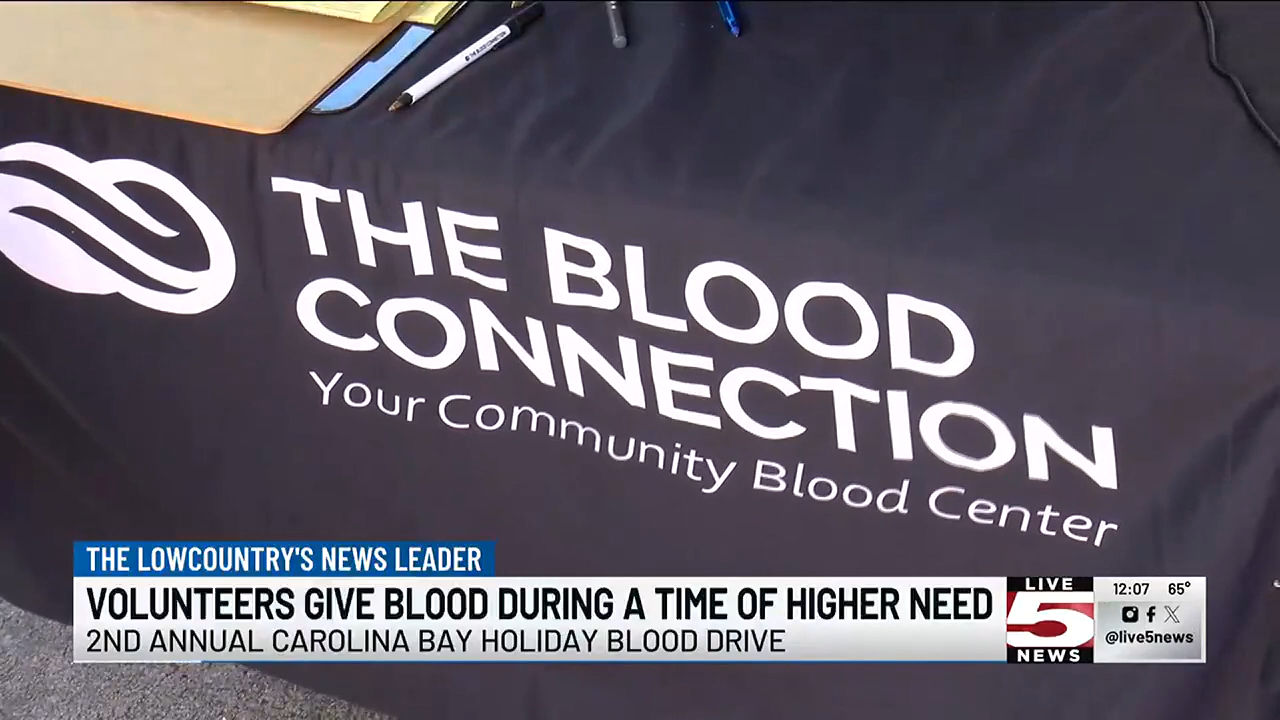 THE BLOOD
CONNECTION
Your Community Blood Center
THE LOWCOUNTRY'S NEWS LEADER
VOLUNTEERS GIVE BLOOD DURING A TIME OF HIGHER NEED
2ND ANNUAL CAROLINA BAY HOLIDAY BLOOD DRIVE
LIVE
5
NEWS
12:07 65°
@live5news